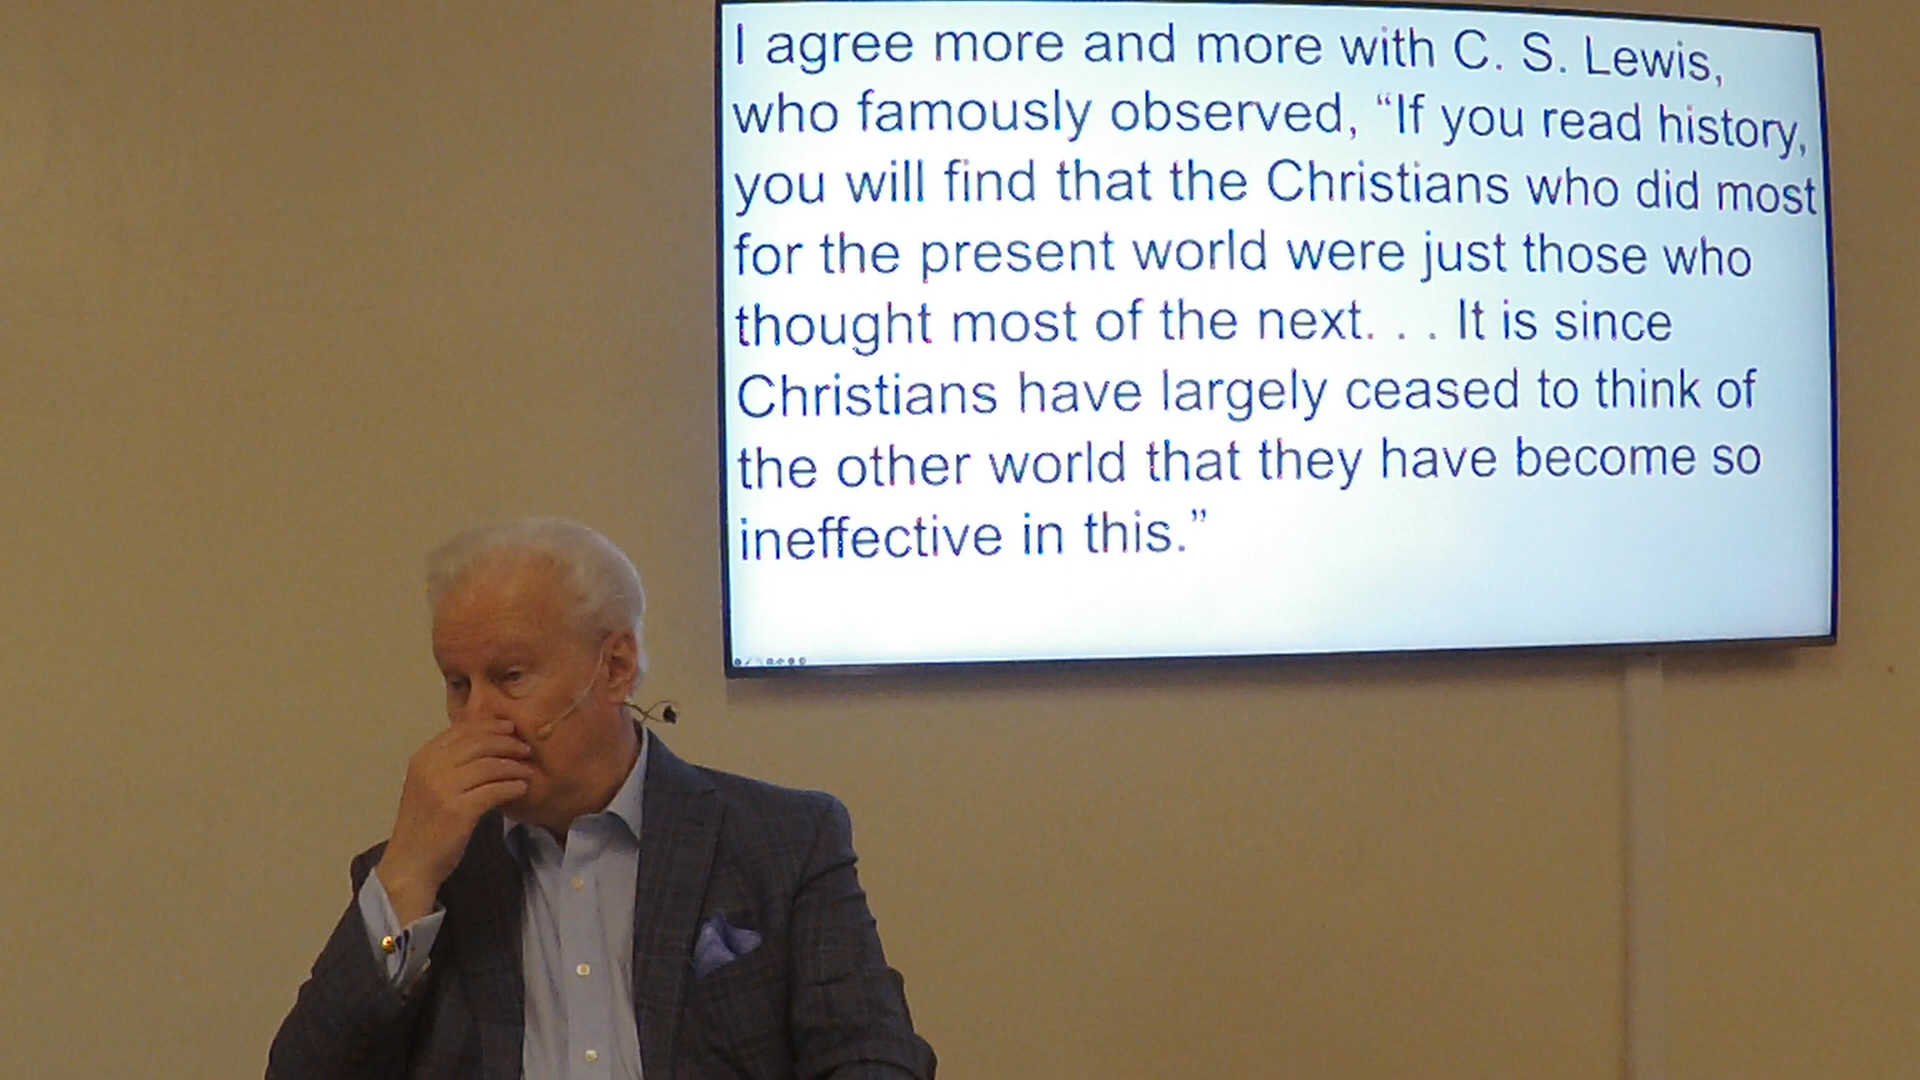 I agree more and more with C. S. Lewis,
who famously observed, “If you read history,
you will find that the Christians who did most
for the present world were just those who
thought most of the next. . . It is since
Christians have largely ceased to think of
the other world that they have become so
ineffective in this.”